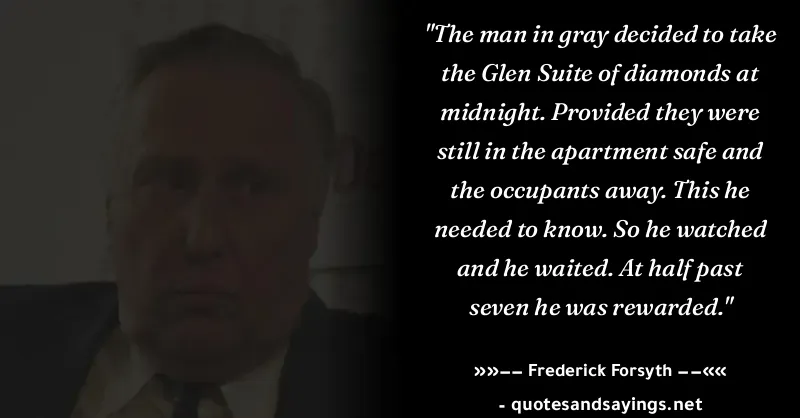 "The man in gray decided to take
the Glen Suite of diamonds at
midnight. Provided they were
still in the apartment safe and
the occupants away. This he
needed to know. So he watched
and he waited. At half past
seven he was rewarded."
»»–– Frederick Forsyth ––««
- quotesandsayings.net